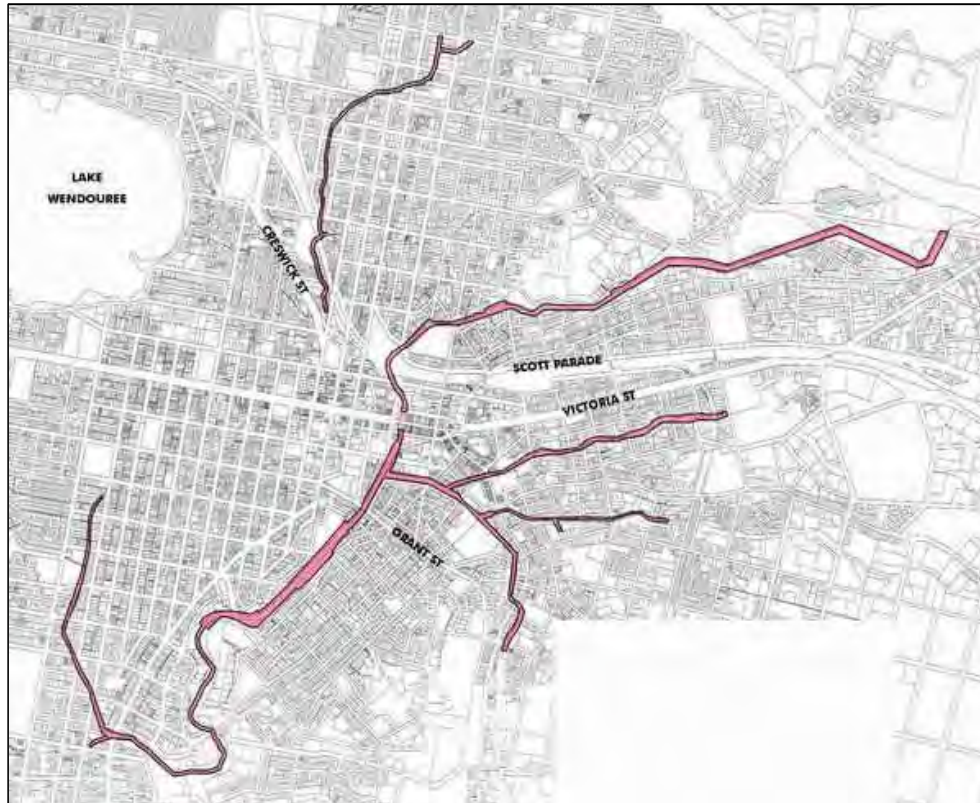 LAKE
WENDOUREE
CRESWICK ST
SCOTT PARADE
VICTORIA ST
GRANT ST